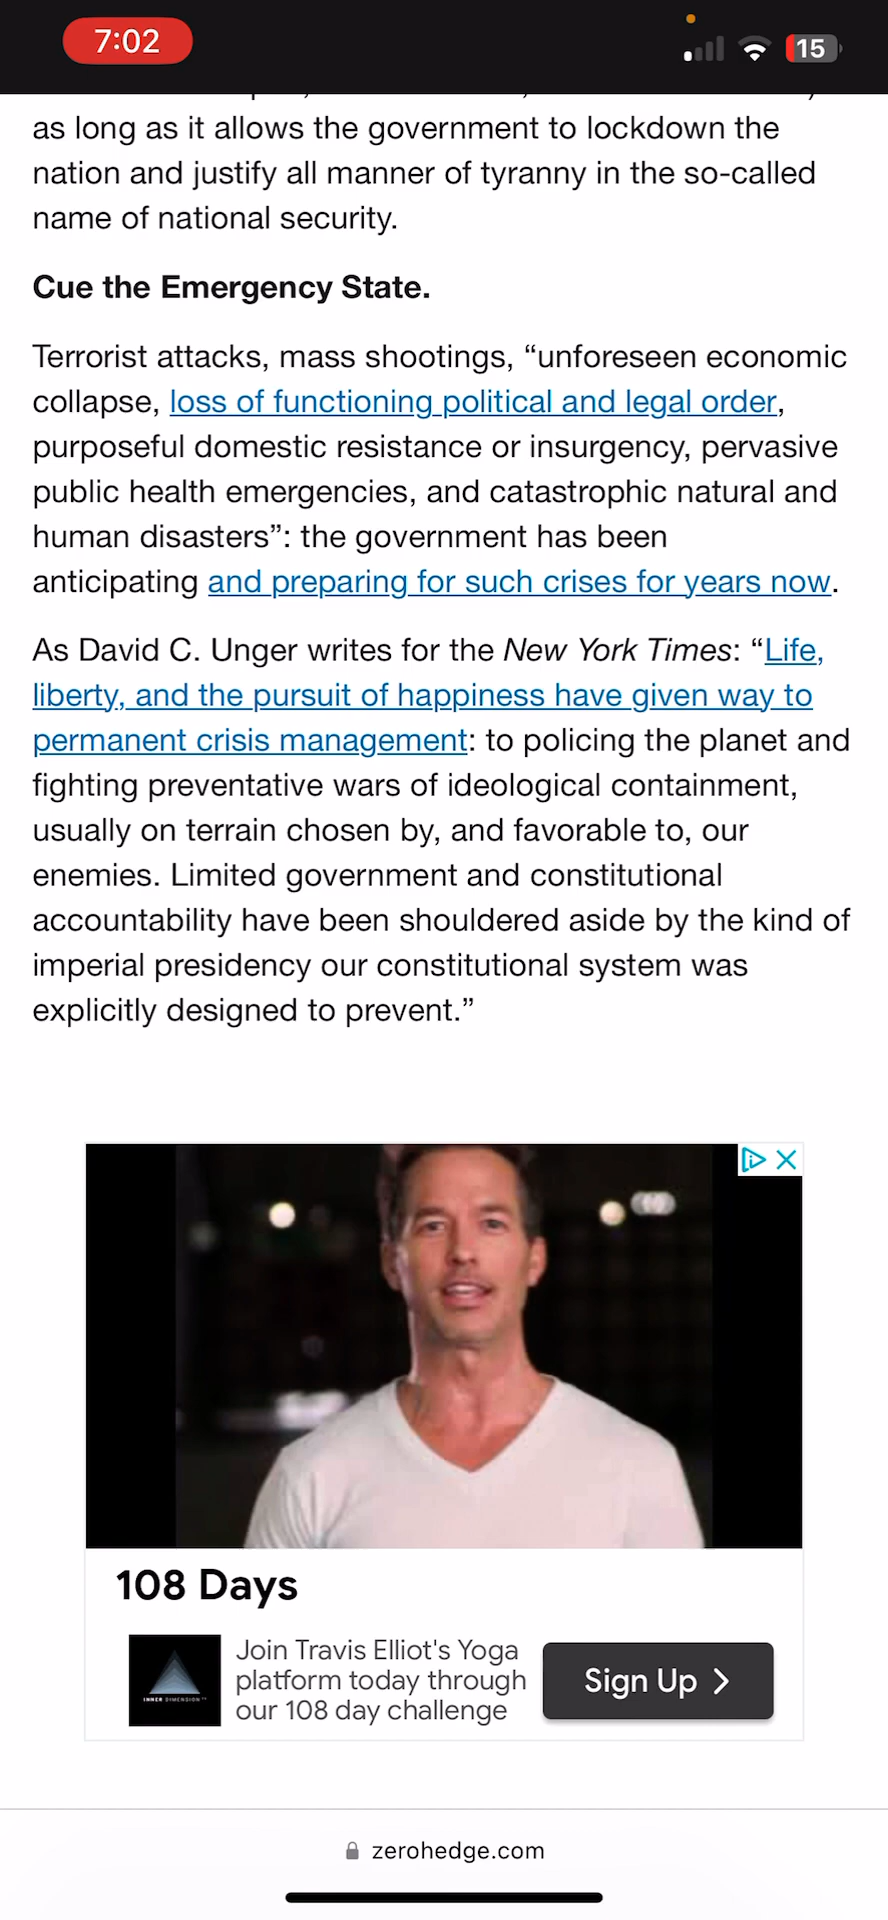 7:02
15
as long as it allows the government to lockdown the
nation and justify all manner of tyranny in the so-called
name of national security.
Cue the Emergency State.
Terrorist attacks, mass shootings, “unforeseen economic
collapse, loss of functioning political and legal order,
purposeful domestic resistance or insurgency, pervasive
public health emergencies, and catastrophic natural and
human disasters”: the government has been
anticipating and preparing for such crises for years now.
As David C. Unger writes for the New York Times: “Life,
liberty, and the pursuit of happiness have given way to
permanent crisis management: to policing the planet and
fighting preventative wars of ideological containment,
usually on terrain chosen by, and favorable to, our
enemies. Limited government and constitutional
accountability have been shouldered aside by the kind of
imperial presidency our constitutional system was
explicitly designed to prevent.”
108 Days
INNER DIMENSION TV
Join Travis Elliot's Yoga
platform today through
our 108 day challenge
Sign Up
zerohedge.com